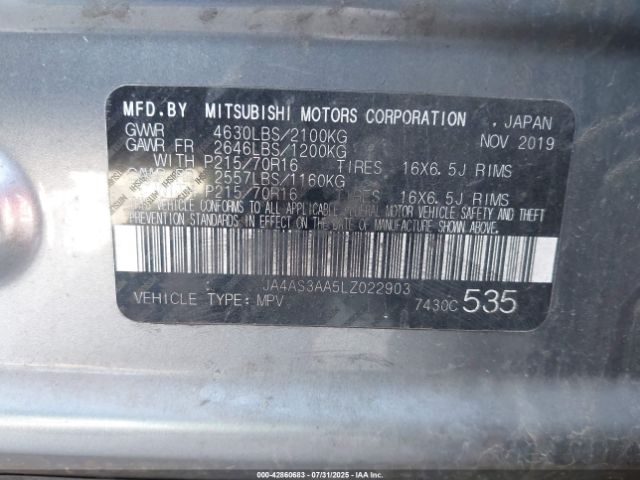 MFD.BY MITSUBISHI MOTORS CORPORATION . JAPAN
GVWR 4630LBS/2100KG NOV 2019
GAWR FR 2646LBS/1200KG
WITH P215/70R16 TIRES 16X6.5J RIMS
2557LBS/1160KG
P215/70R16 TIRES 16X6.5J RIMS
THIS VEHICLE CONFORMS TO ALL APPLICABLE FEDERAL MOTOR VEHICLE SAFETY AND THEFT
PREVENTION STANDARDS IN EFFECT ON THE DATE OF MANUFACTURE SHOWN ABOVE.
JA4AS3AA5LZ022903
VEHICLE TYPE: MPV 7430C 535
000-42860683 | 07/31/2025 | IAA Inc.